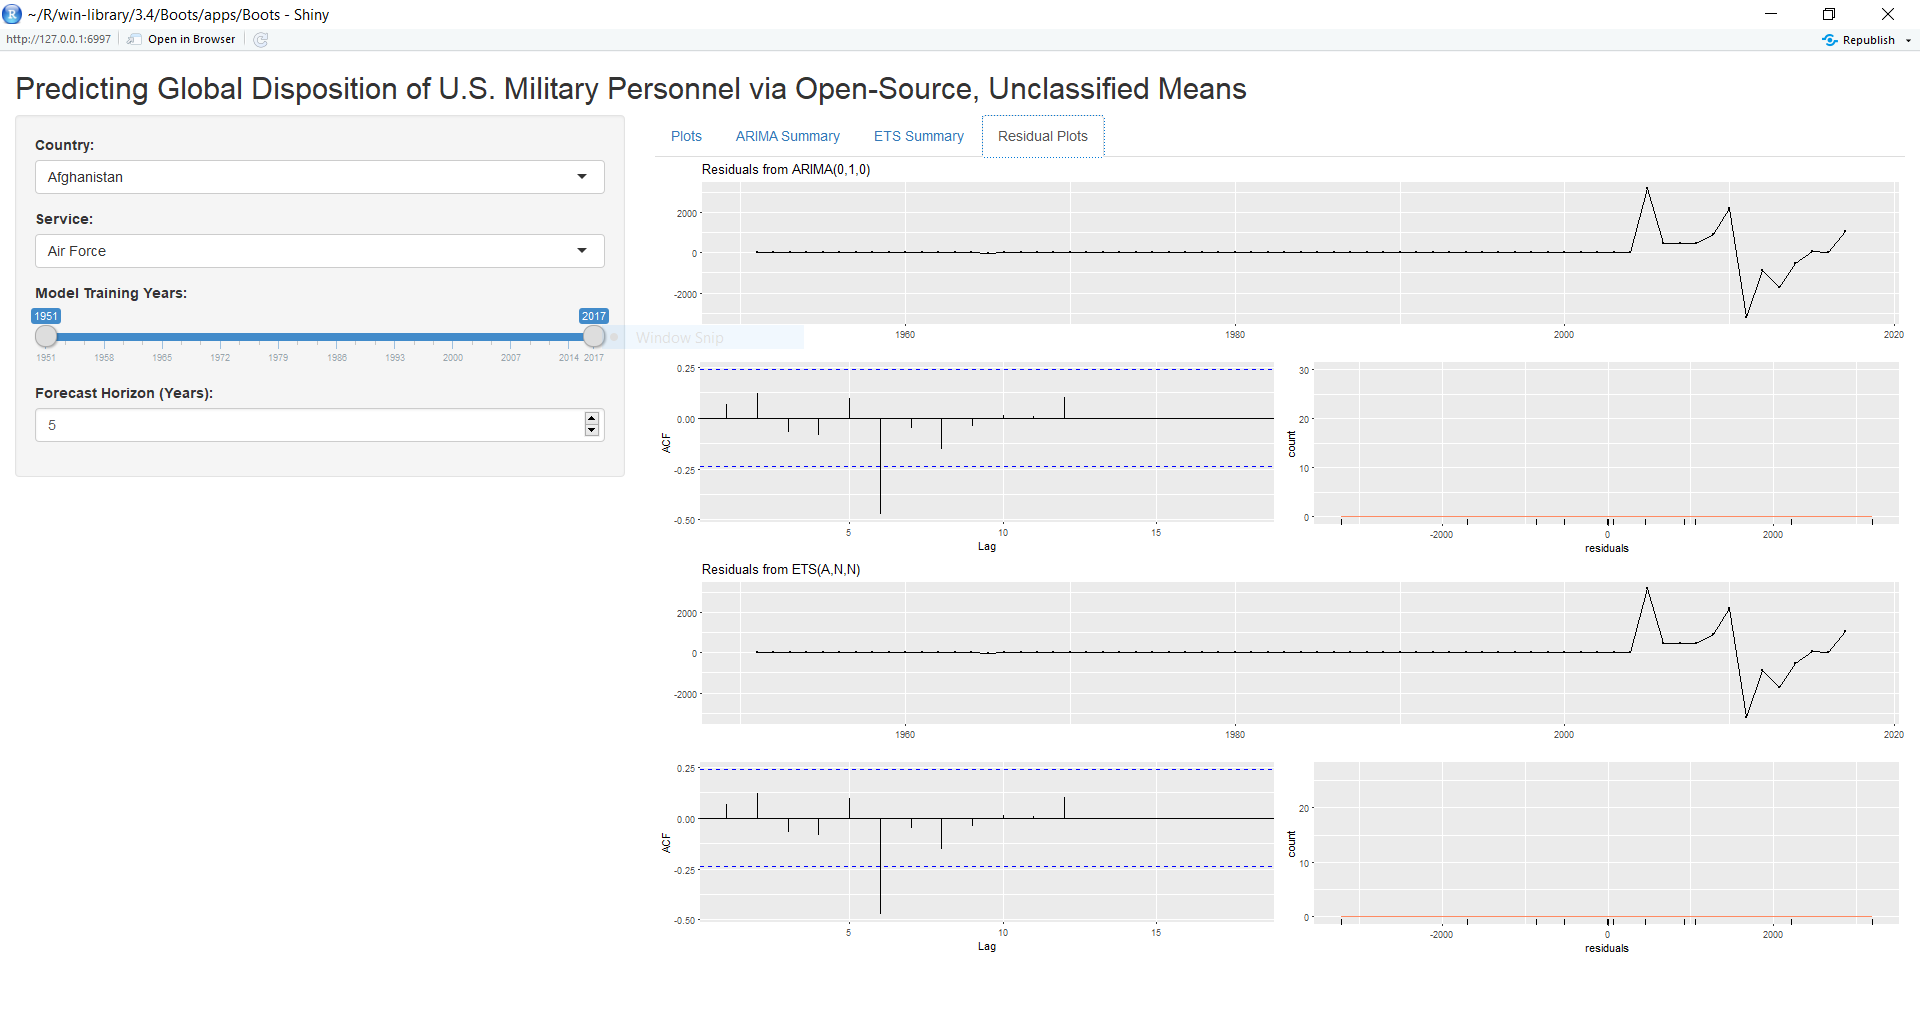 ~/R/win-library/3.4/Boots/apps/Boots - Shiny
http://127.0.0.1:6997 Open in Browser Republish
Predicting Global Disposition of U.S. Military Personnel via Open-Source, Unclassified Means
Country:
Afghanistan
Service:
Air Force
Model Training Years:
1951 2017
1951 1958 1965 1972 1979 1986 1993 2000 2007 2014 2017
Window Snip
Forecast Horizon (Years):
5
Plots ARIMA Summary ETS Summary Residual Plots
Residuals from ARIMA(0,1,0)
2000
0
-2000
1960 1980 2000 2020
0.25
0.00
-0.25
-0.50
ACF
5 10 15
Lag
30
20
10
0
count
-2000 0 2000
residuals
Residuals from ETS(A,N,N)
2000
0
-2000
1960 1980 2000 2020
0.25
0.00
-0.25
-0.50
ACF
5 10 15
Lag
20
10
0
count
-2000 0 2000
residuals